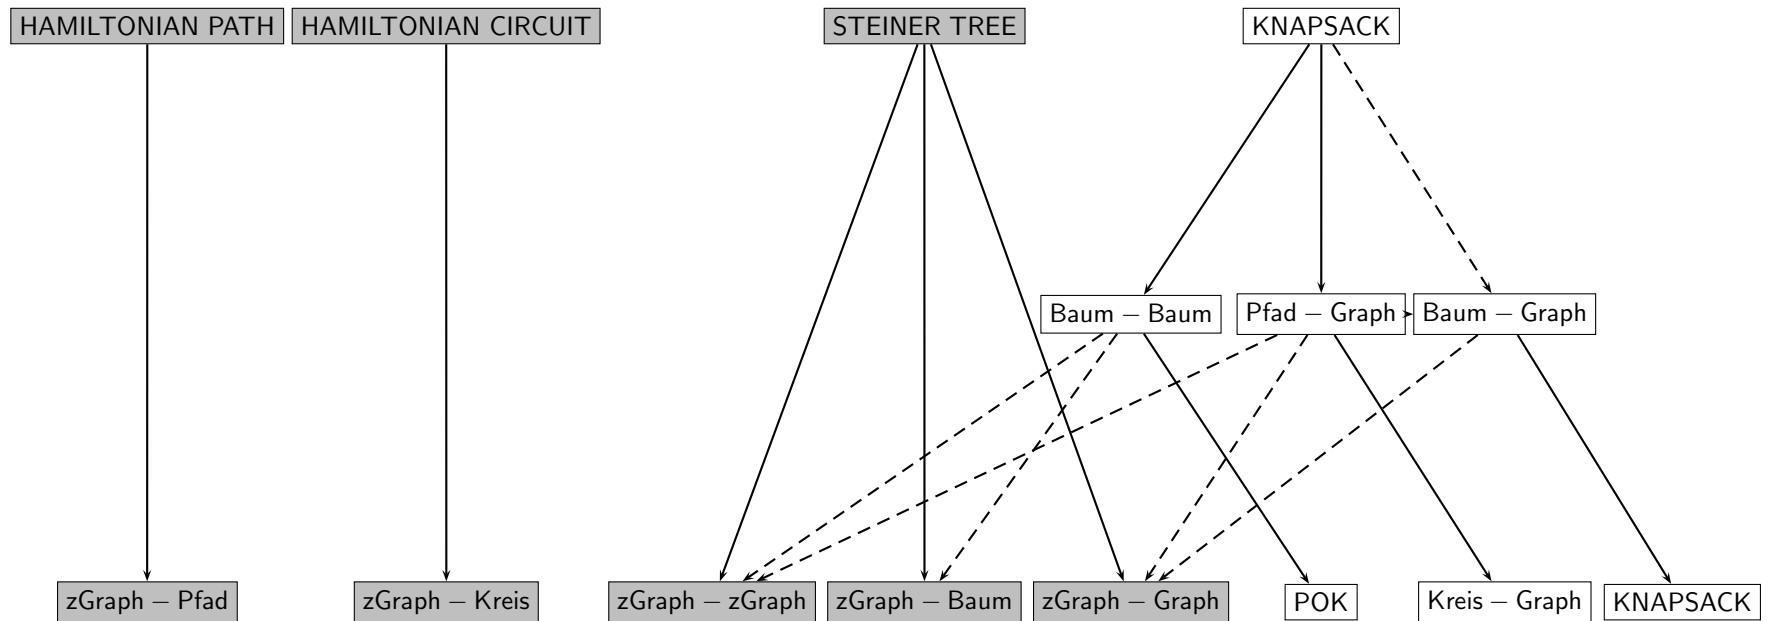 HAMILTONIAN PATH
HAMILTONIAN CIRCUIT
STEINER TREE
KNAPSACK
Baum – Baum
Pfad – Graph
Baum – Graph
zGraph – Pfad
zGraph – Kreis
zGraph – zGraph
zGraph – Baum
zGraph – Graph
POK
Kreis – Graph
KNAPSACK